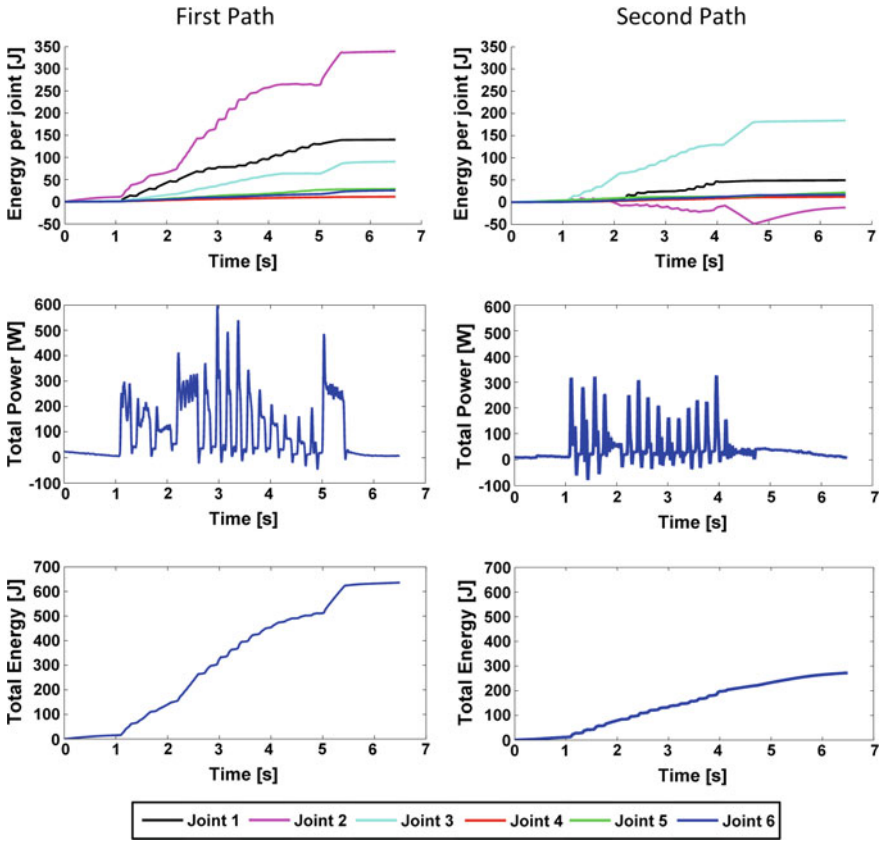 First Path
Second Path
Energy per joint [J]
350
300
250
200
150
100
50
0
-50
0 1 2 3 4 5 6 7
Time [s]
Energy per joint [J]
350
300
250
200
150
100
50
0
-50
0 1 2 3 4 5 6 7
Time [s]
Total Power [W]
600
500
400
300
200
100
0
-100
0 1 2 3 4 5 6 7
Time [s]
Total Power [W]
600
500
400
300
200
100
0
-100
0 1 2 3 4 5 6 7
Time [s]
Total Energy [J]
700
600
500
400
300
200
100
0
0 1 2 3 4 5 6 7
Time [s]
Total Energy [J]
700
600
500
400
300
200
100
0
0 1 2 3 4 5 6 7
Time [s]
Joint 1 Joint 2 Joint 3 Joint 4 Joint 5 Joint 6